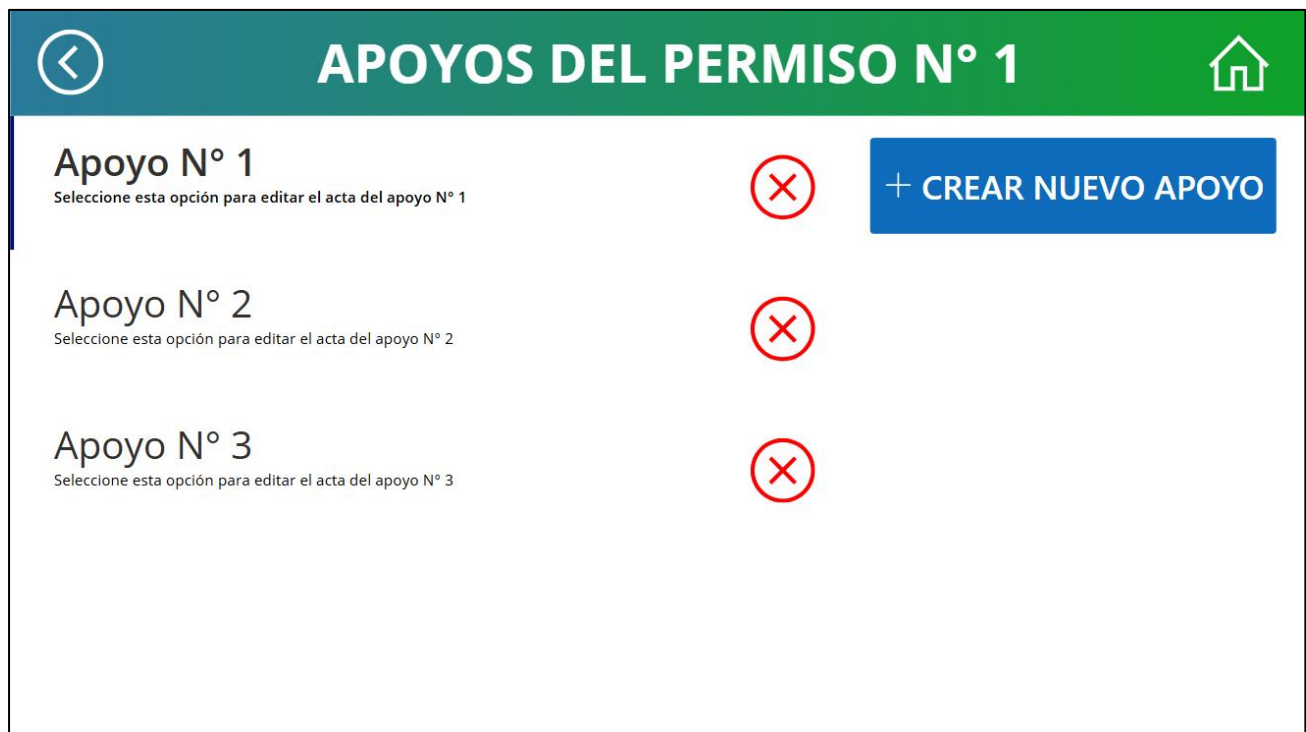 APOYOS DEL PERMISO N° 1
Apoyo N° 1
Seleccione esta opción para editar el acta del apoyo N° 1
+ CREAR NUEVO APOYO
Apoyo N° 2
Seleccione esta opción para editar el acta del apoyo N° 2
Apoyo N° 3
Seleccione esta opción para editar el acta del apoyo N° 3